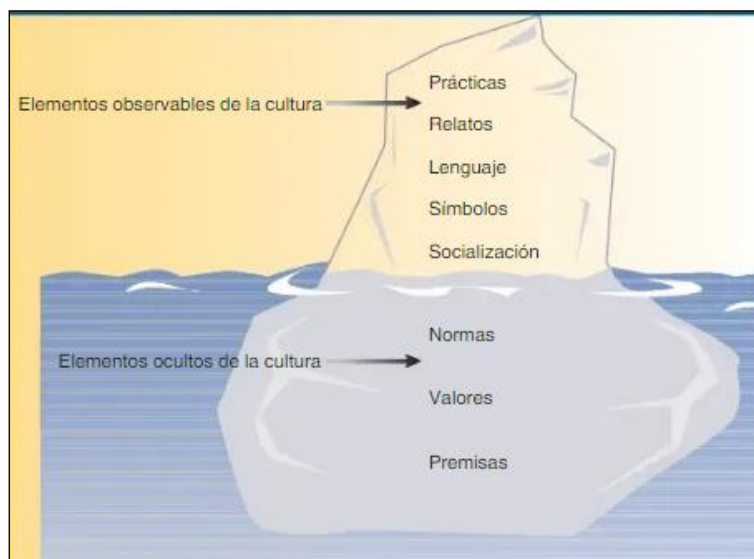 Prácticas
Elementos observables de la cultura
Relatos
Lenguaje
Símbolos
Socialización
Normas
Elementos ocultos de la cultura
Valores
Premisas